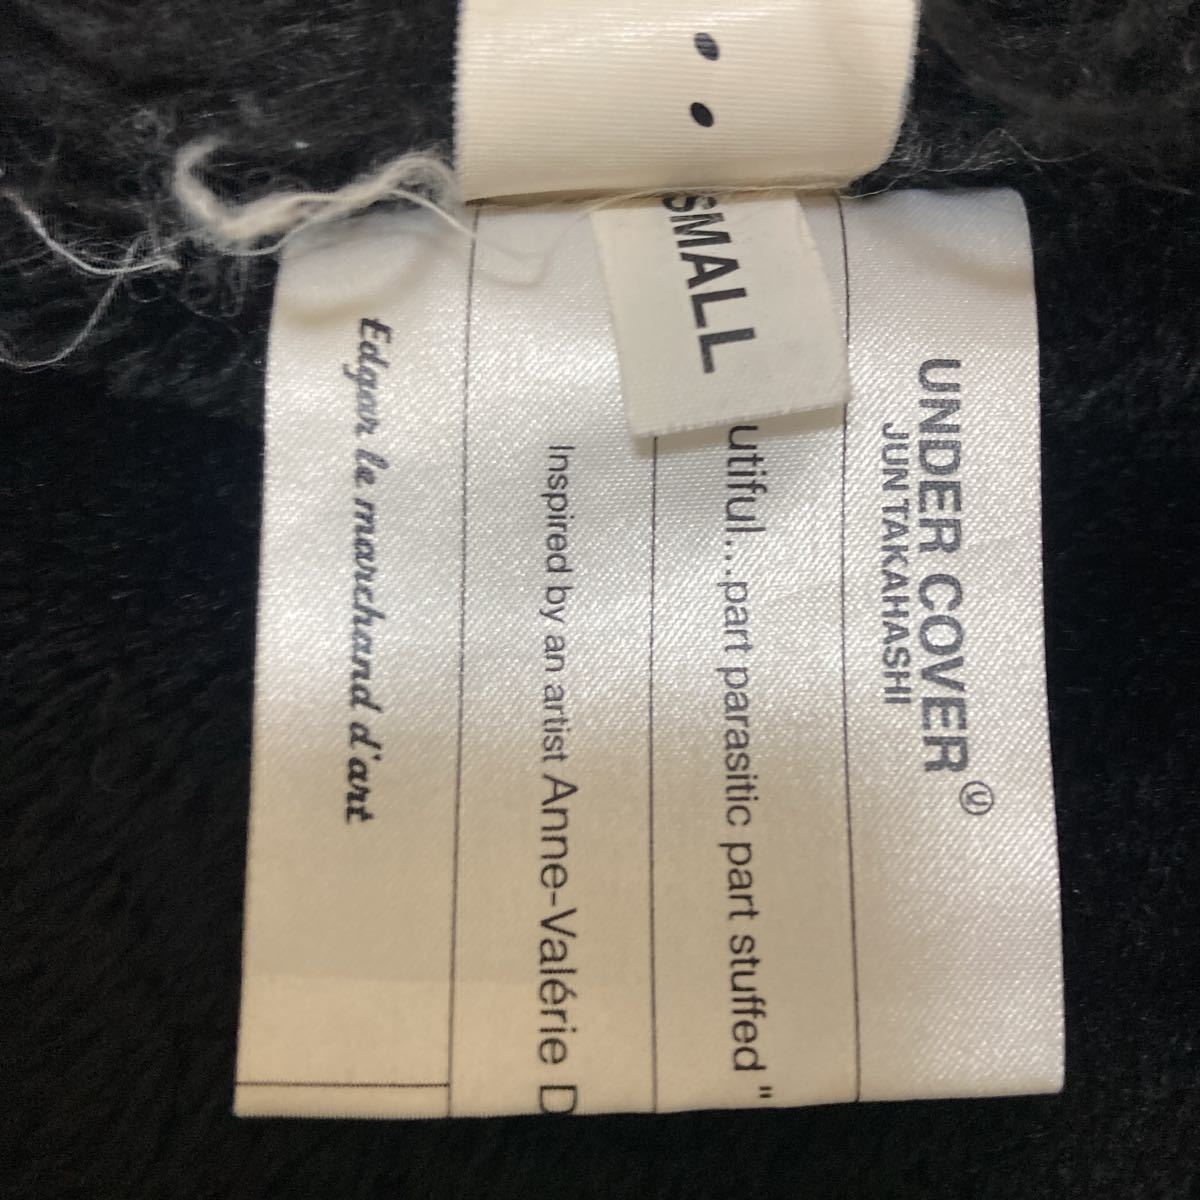 SMALL
UNDER COVER
JUN TAKAHASHI
utiful...part parasitic part stuffed "
Inspired by an artist Anne-Valérie D
Edgar le marchand d'art